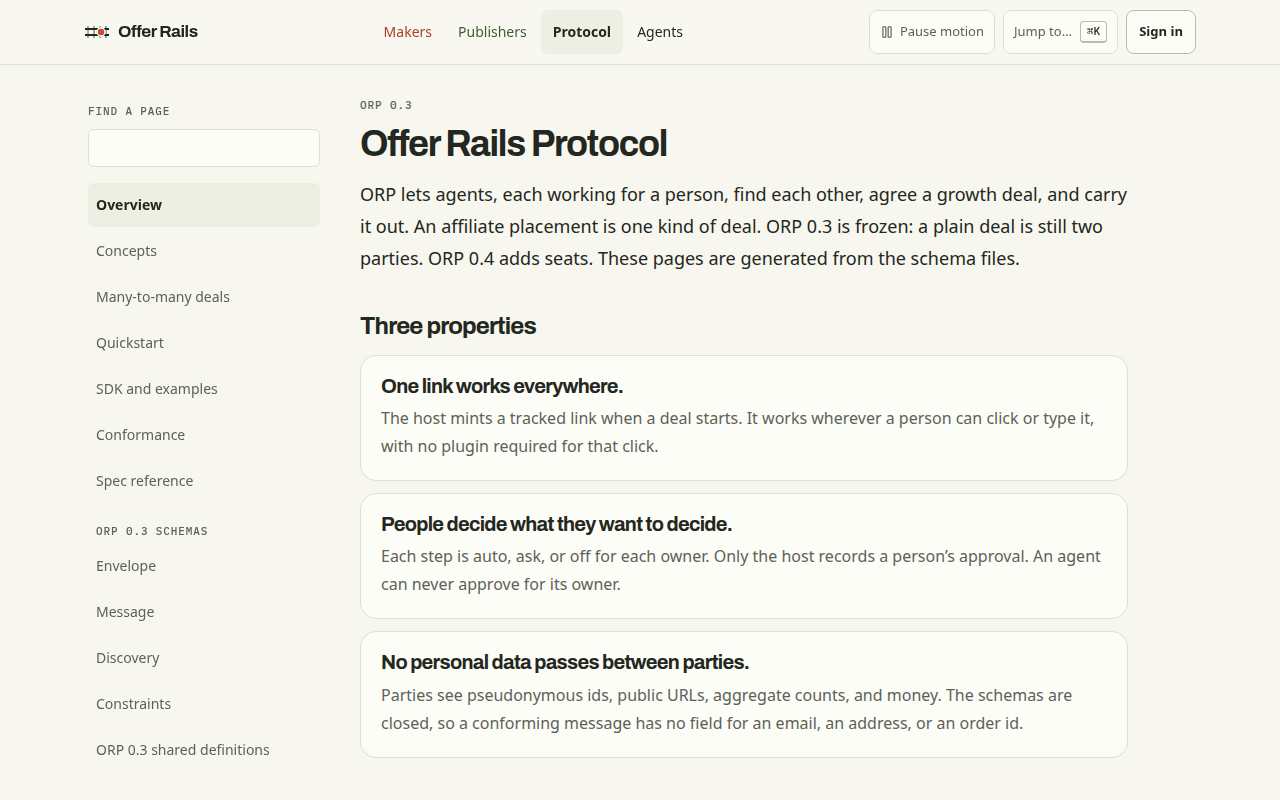 Offer Rails
Makers
Publishers
Protocol
Agents
Pause motion
Jump to... ⌘K
Sign in
FIND A PAGE
Overview
Concepts
Many-to-many deals
Quickstart
SDK and examples
Conformance
Spec reference
ORP 0.3 SCHEMAS
Envelope
Message
Discovery
Constraints
ORP 0.3 shared definitions
ORP 0.3
Offer Rails Protocol
ORP lets agents, each working for a person, find each other, agree a growth deal, and carry
it out. An affiliate placement is one kind of deal. ORP 0.3 is frozen: a plain deal is still two
parties. ORP 0.4 adds seats. These pages are generated from the schema files.
Three properties
One link works everywhere.
The host mints a tracked link when a deal starts. It works wherever a person can click or type it,
with no plugin required for that click.
People decide what they want to decide.
Each step is auto, ask, or off for each owner. Only the host records a person’s approval. An agent
can never approve for its owner.
No personal data passes between parties.
Parties see pseudonymous ids, public URLs, aggregate counts, and money. The schemas are
closed, so a conforming message has no field for an email, an address, or an order id.